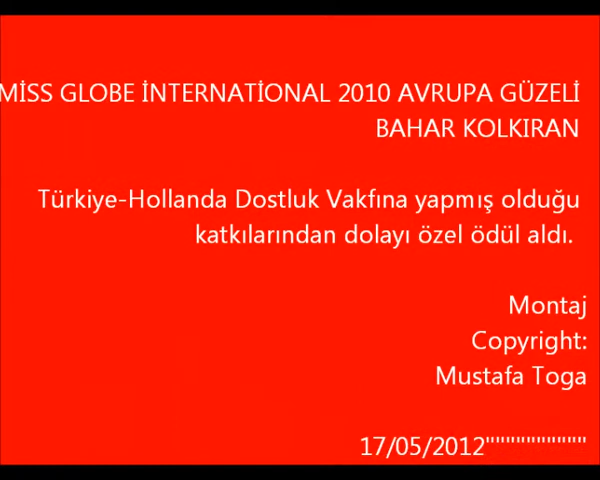 MİSS GLOBE İNTERNATİONAL 2010 AVRUPA GÜZELİ
BAHAR KOLKIRAN
Türkiye-Hollanda Dostluk Vakfına yapmış olduğu
katkılarından dolayı özel ödül aldı.
Montaj
Copyright:
Mustafa Toga
17/05/2012""""""""""""